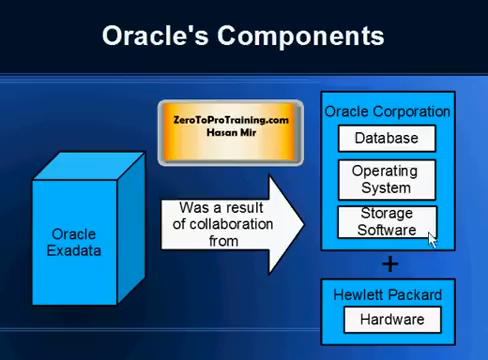 Oracle's Components
ZeroToProTraining.com
Hasan Mir
Oracle Corporation
Database
Operating
System
Storage
Software
Oracle
Exadata
Was a result
of collaboration
from
+
Hewlett Packard
Hardware